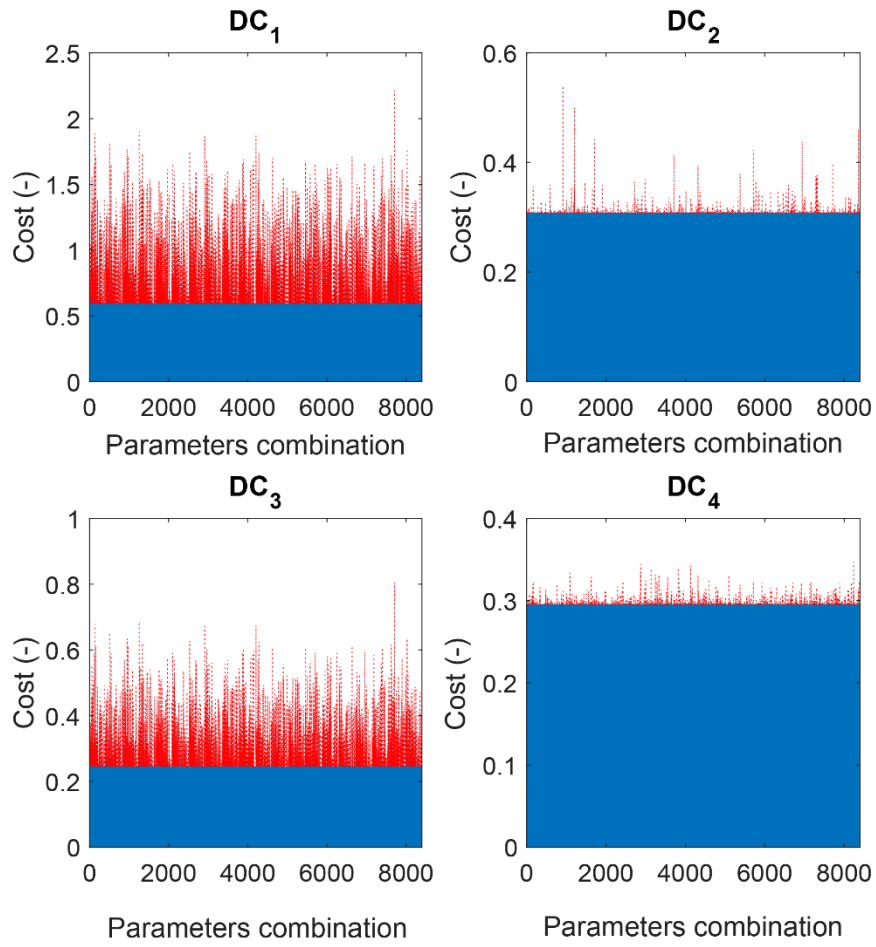 DC1
DC2
2.5
2
1.5
1
0.5
0
Cost (-)
0 2000 4000 6000 8000
Parameters combination
0.6
0.4
0.2
0
Cost (-)
0 2000 4000 6000 8000
Parameters combination
DC3
DC4
1
0.8
0.6
0.4
0.2
0
Cost (-)
0 2000 4000 6000 8000
Parameters combination
0.4
0.3
0.2
0.1
0
Cost (-)
0 2000 4000 6000 8000
Parameters combination